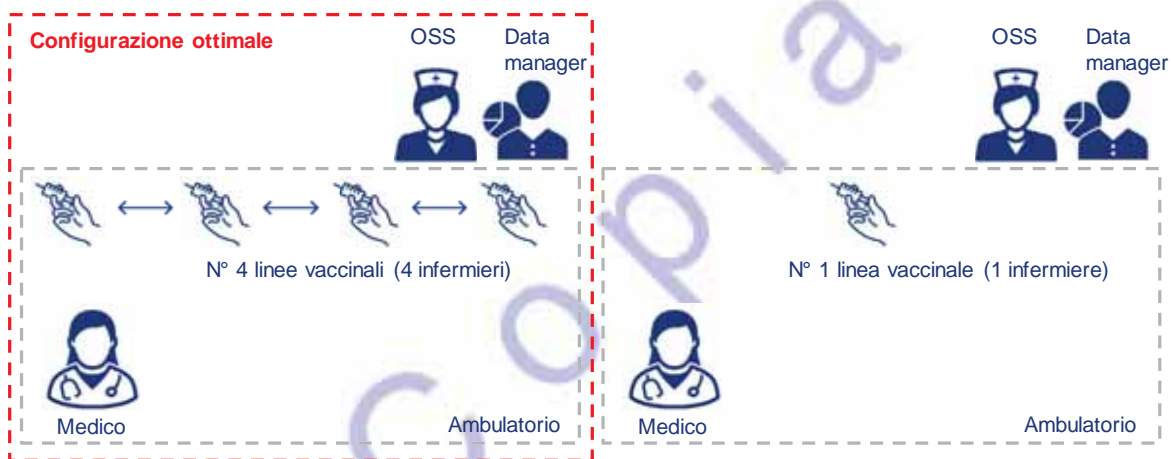 Configurazione ottimale
OSS
Data
manager
N° 4 linee vaccinali (4 infermieri)
Medico
Ambulatorio
OSS
Data
manager
N° 1 linea vaccinale (1 infermiere)
Medico
Ambulatorio
Copia